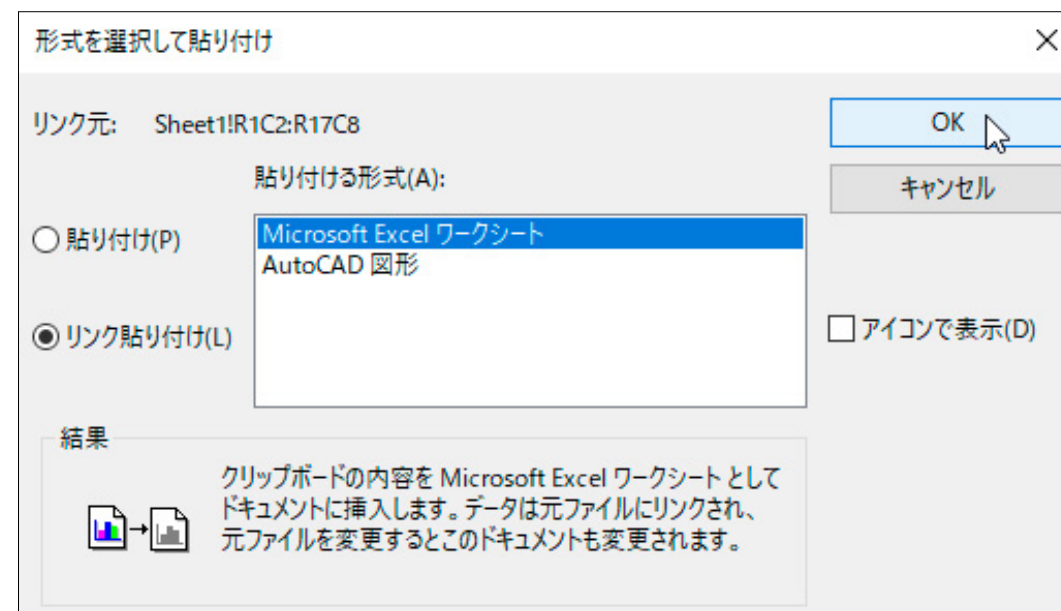 形式を選択して貼り付け
リンク元: Sheet1!R1C2:R17C8
OK
貼り付ける形式(A):
キャンセル
貼り付け(P)
Microsoft Excel ワークシート
AutoCAD 図形
リンク貼り付け(L)
アイコンで表示(D)
結果
クリップボードの内容を Microsoft Excel ワークシート として
ドキュメントに挿入します。データは元ファイルにリンクされ、
元ファイルを変更するとこのドキュメントも変更されます。